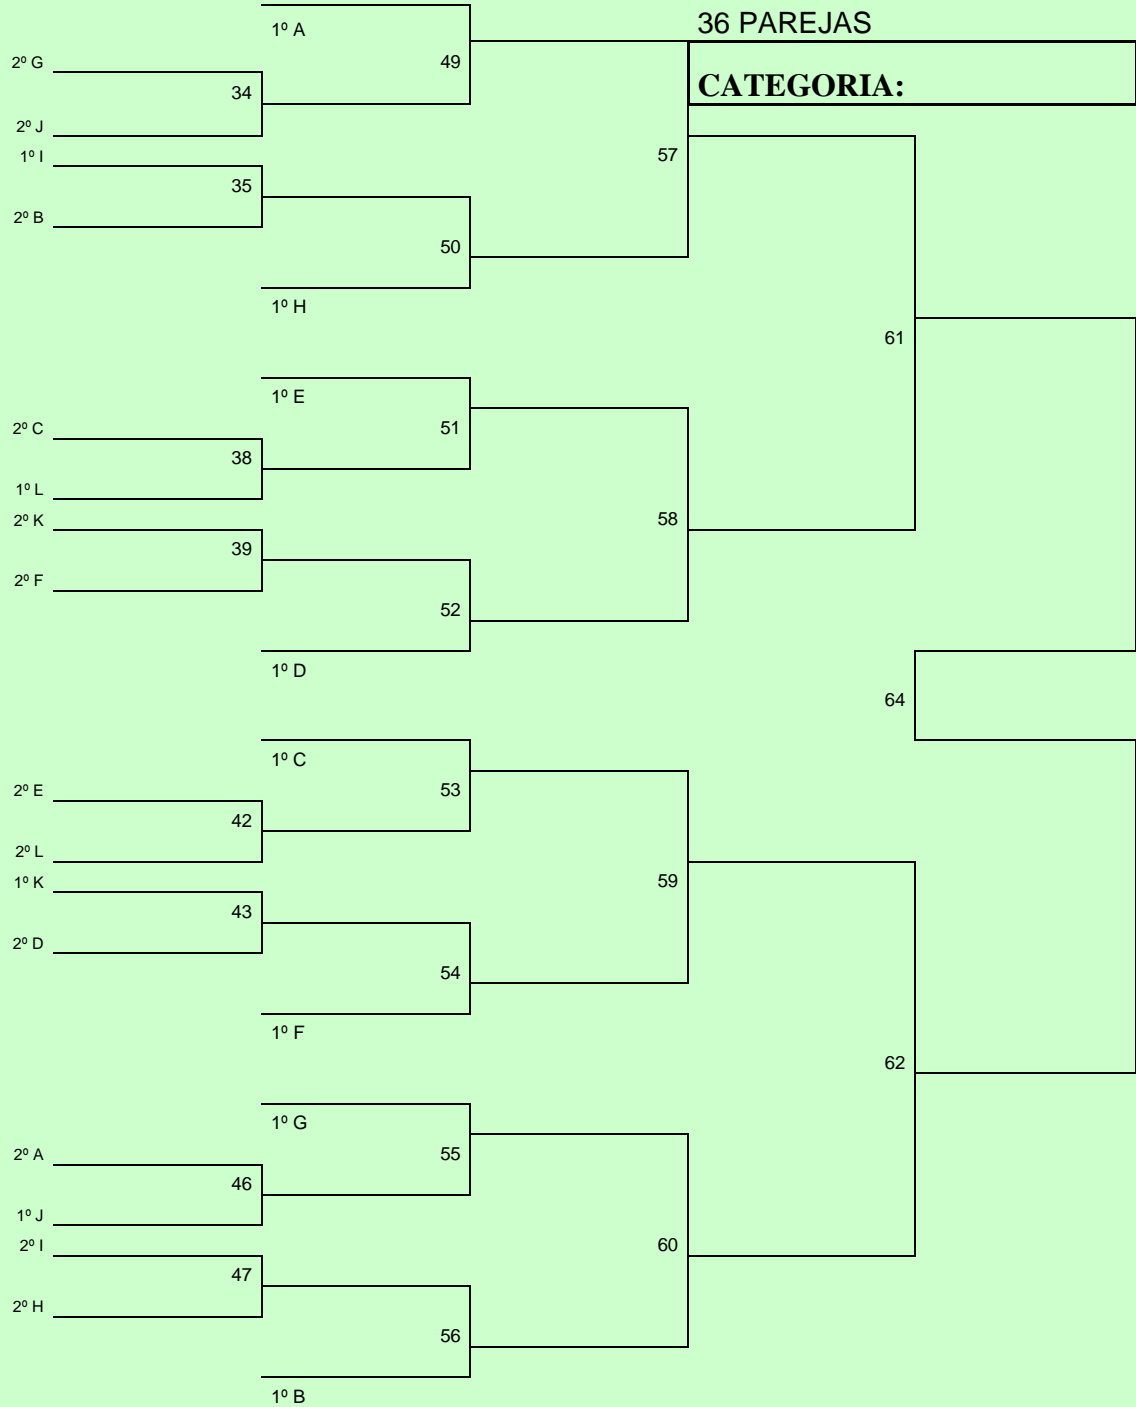 36 PAREJAS
1º A
2º G
49
CATEGORIA:
34
2º J
1º I
57
35
2º B
50
1º H
61
1º E
2º C
51
38
1º L
2º K
58
39
2º F
52
1º D
64
1º C
2º E
53
42
2º L
1º K
59
43
2º D
54
1º F
62
1º G
2º A
55
46
1º J
2º I
60
47
2º H
56
1º B